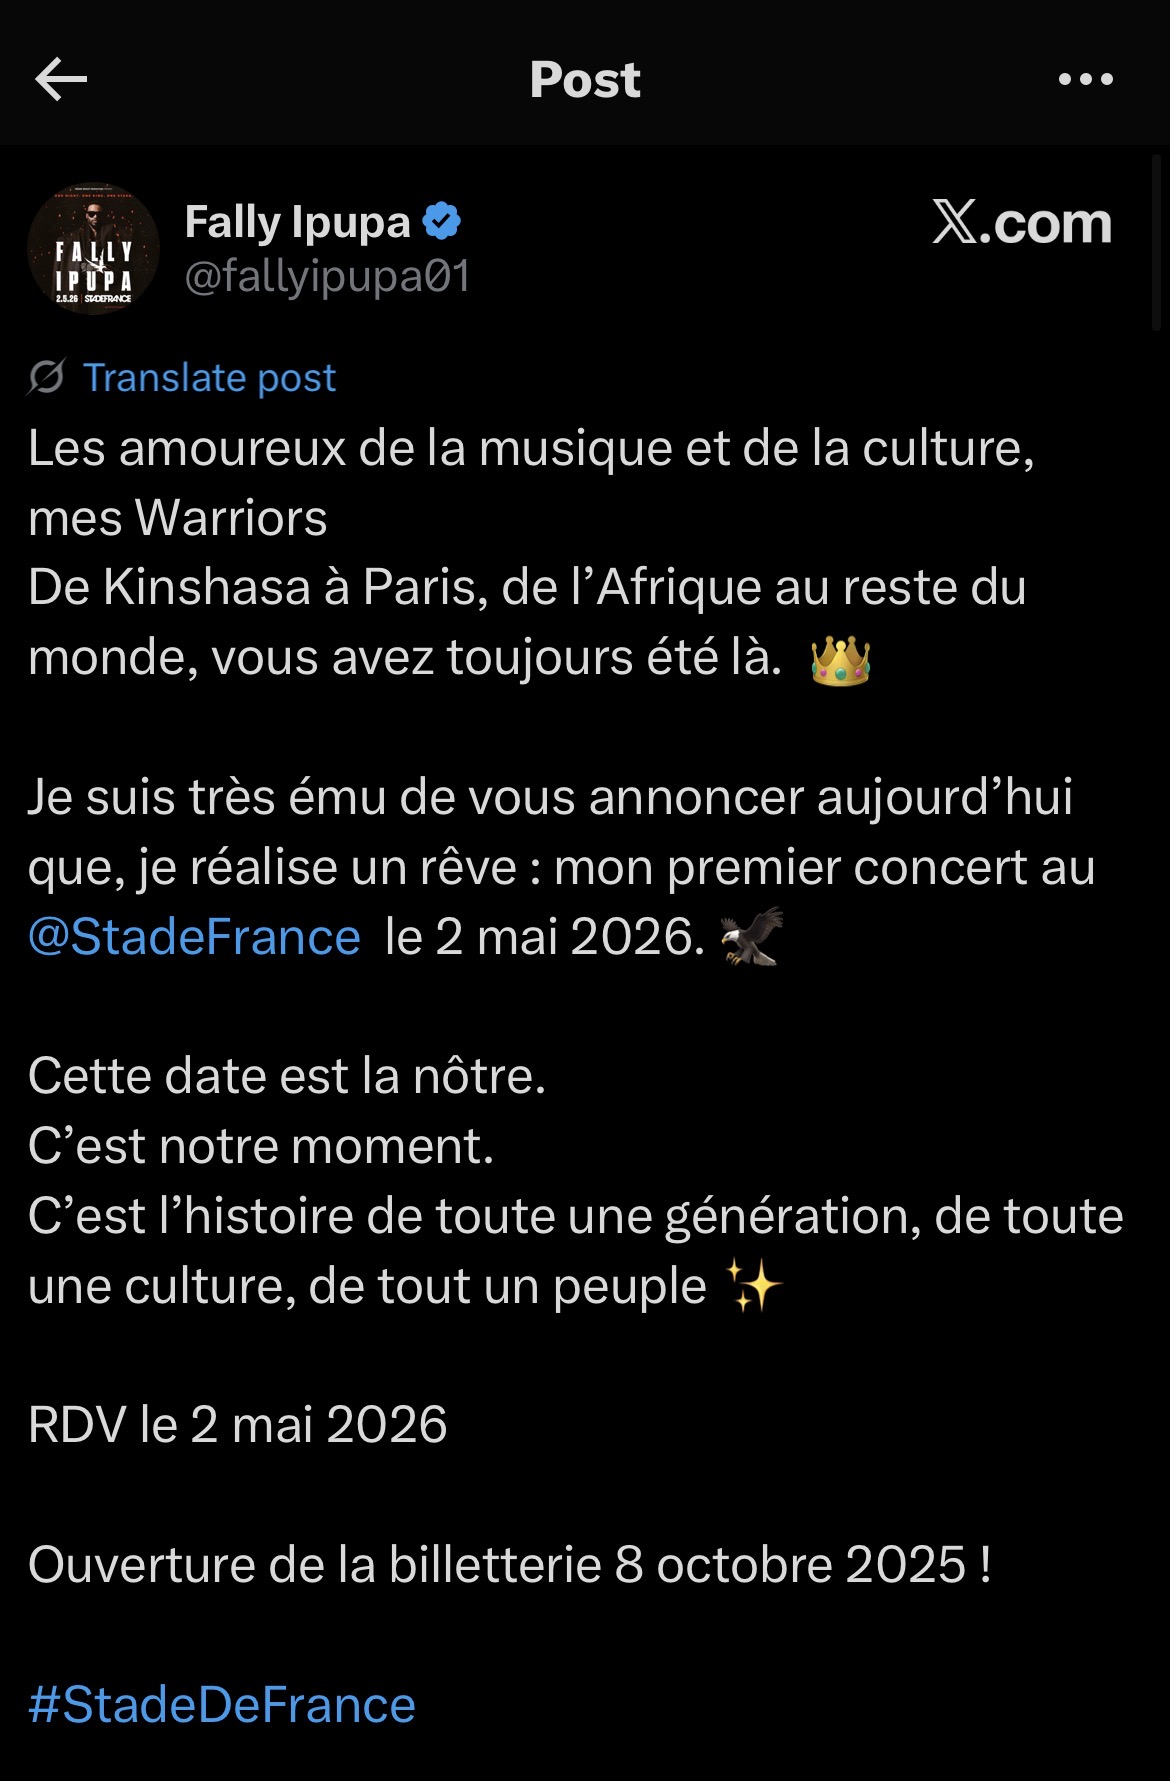 Post
FALLY
IPUPA
2.5.26 | STADEFRANCE
Fally Ipupa
@fallyipupa01
X.com
Translate post
Les amoureux de la musique et de la culture,
mes Warriors
De Kinshasa à Paris, de l’Afrique au reste du
monde, vous avez toujours été là. 👑
Je suis très ému de vous annoncer aujourd’hui
que, je réalise un rêve : mon premier concert au
@StadeFrance le 2 mai 2026. 🦅
Cette date est la nôtre.
C’est notre moment.
C’est l’histoire de toute une génération, de toute
une culture, de tout un peuple ✨
RDV le 2 mai 2026
Ouverture de la billetterie 8 octobre 2025 !
#StadeDeFrance